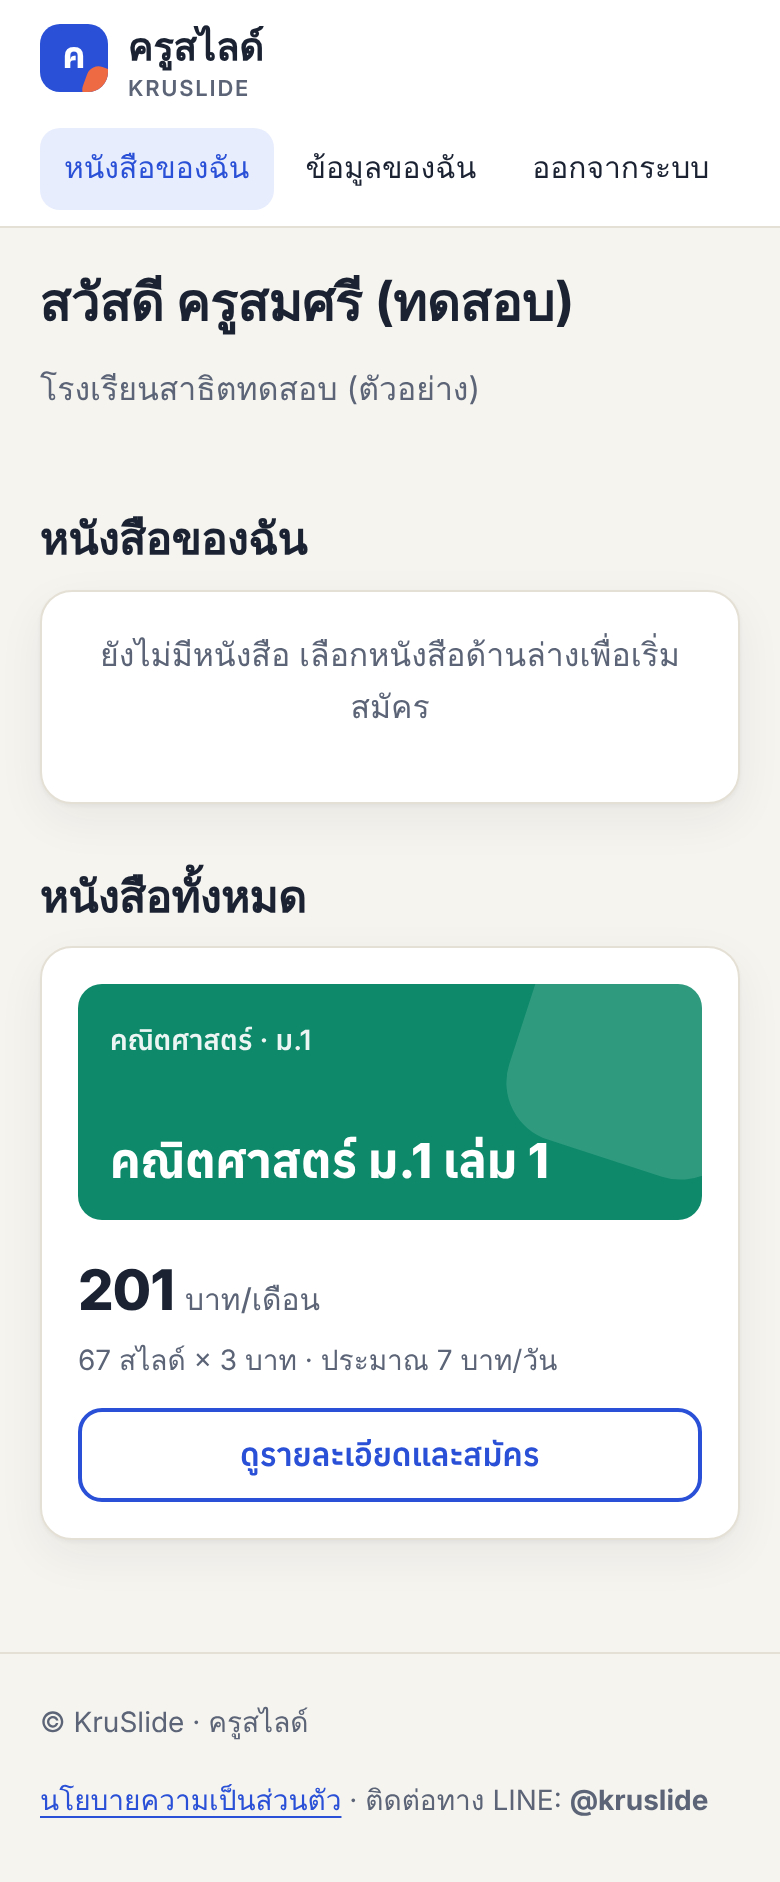 ค
ครูสไลด์
KRUSLIDE
หนังสือของฉัน ข้อมูลของฉัน ออกจากระบบ
สวัสดี ครูสมศรี (ทดสอบ)
โรงเรียนสาธิตทดสอบ (ตัวอย่าง)
หนังสือของฉัน
ยังไม่มีหนังสือ เลือกหนังสือด้านล่างเพื่อเริ่ม
สมัคร
หนังสือทั้งหมด
คณิตศาสตร์ · ม.1
คณิตศาสตร์ ม.1 เล่ม 1
201 บาท/เดือน
67 สไลด์ × 3 บาท · ประมาณ 7 บาท/วัน
ดูรายละเอียดและสมัคร
© KruSlide · ครูสไลด์
นโยบายความเป็นส่วนตัว · ติดต่อทาง LINE: @kruslide